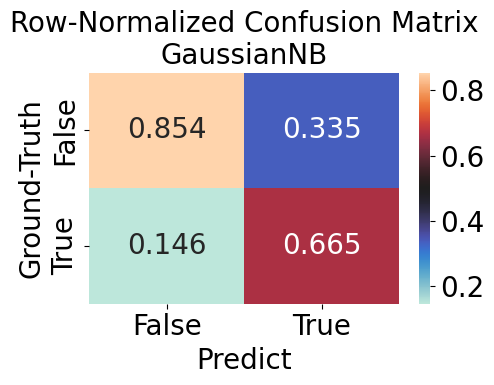 Row-Normalized Confusion Matrix
GaussianNB
Ground-Truth
False
True
0.854 0.335
0.146 0.665
False True
Predict
0.8
0.6
0.4
0.2